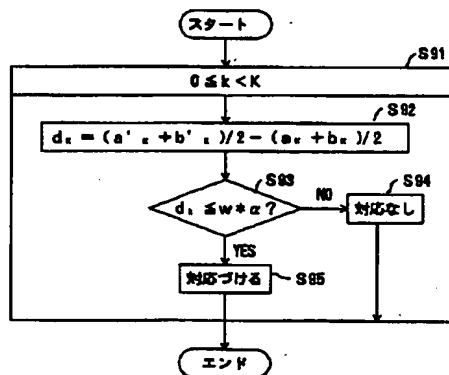 スタート
S91
0≦k<K
S92
dₖ=(a'ₖ+b'ₖ)/2-(aₖ+bₖ)/2
S93
S94
dₖ≦w*α?
NO
対応なし
YES
対応づける
S95
エンド